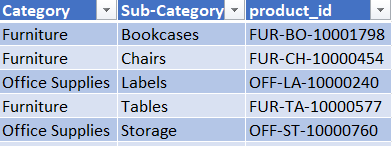 Category Sub-Category product_id
Furniture Bookcases FUR-BO-10001798
Furniture Chairs FUR-CH-10000454
Office Supplies Labels OFF-LA-10000240
Furniture Tables FUR-TA-10000577
Office Supplies Storage OFF-ST-10000760